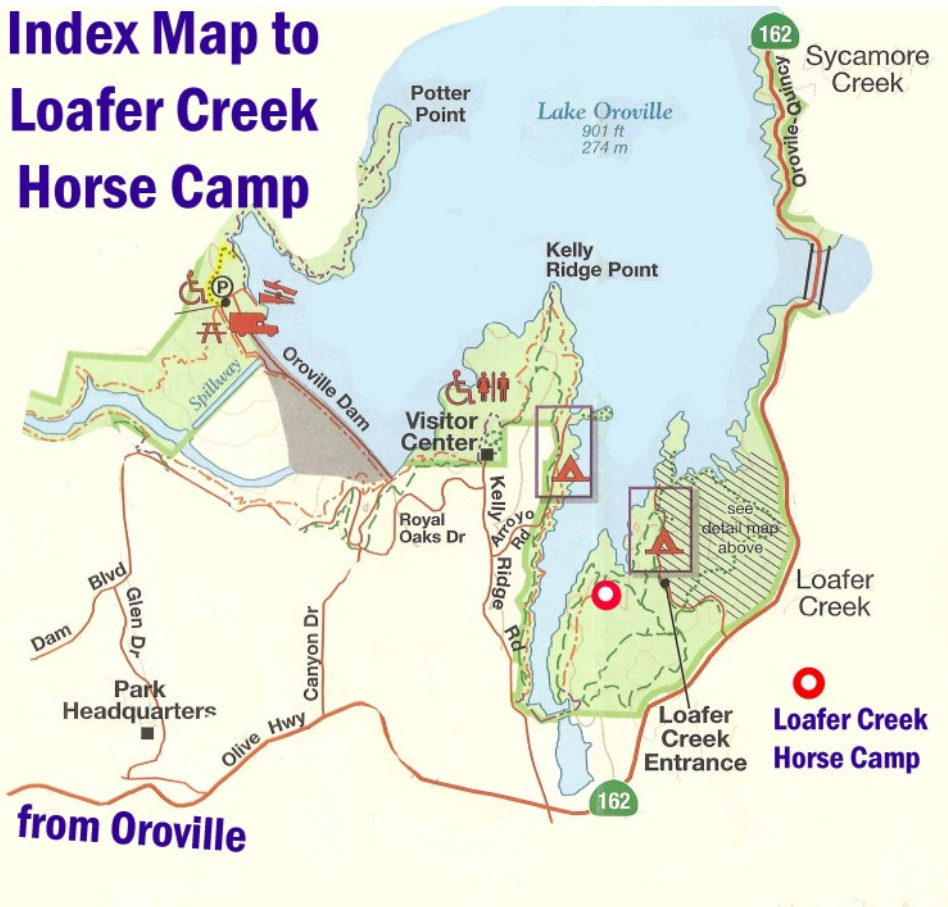 Index Map to
Loafer Creek
Horse Camp
162
Sycamore
Creek
Orovile-Quincy
Potter
Point
Lake Oroville
901 ft
274 m
Kelly
Ridge Point
P
Spillway
Oroville Dam
Visitor
Center
Kelly
Ridge
Rd
Arroyo
Rd
Royal
Oaks Dr
see
detail map
above
Loafer
Creek
Dam
Blvd
Glen Dr
Canyon Dr
Park
Headquarters
Olive Hwy
Loafer
Creek
Entrance
Loafer Creek
Horse Camp
162
from Oroville